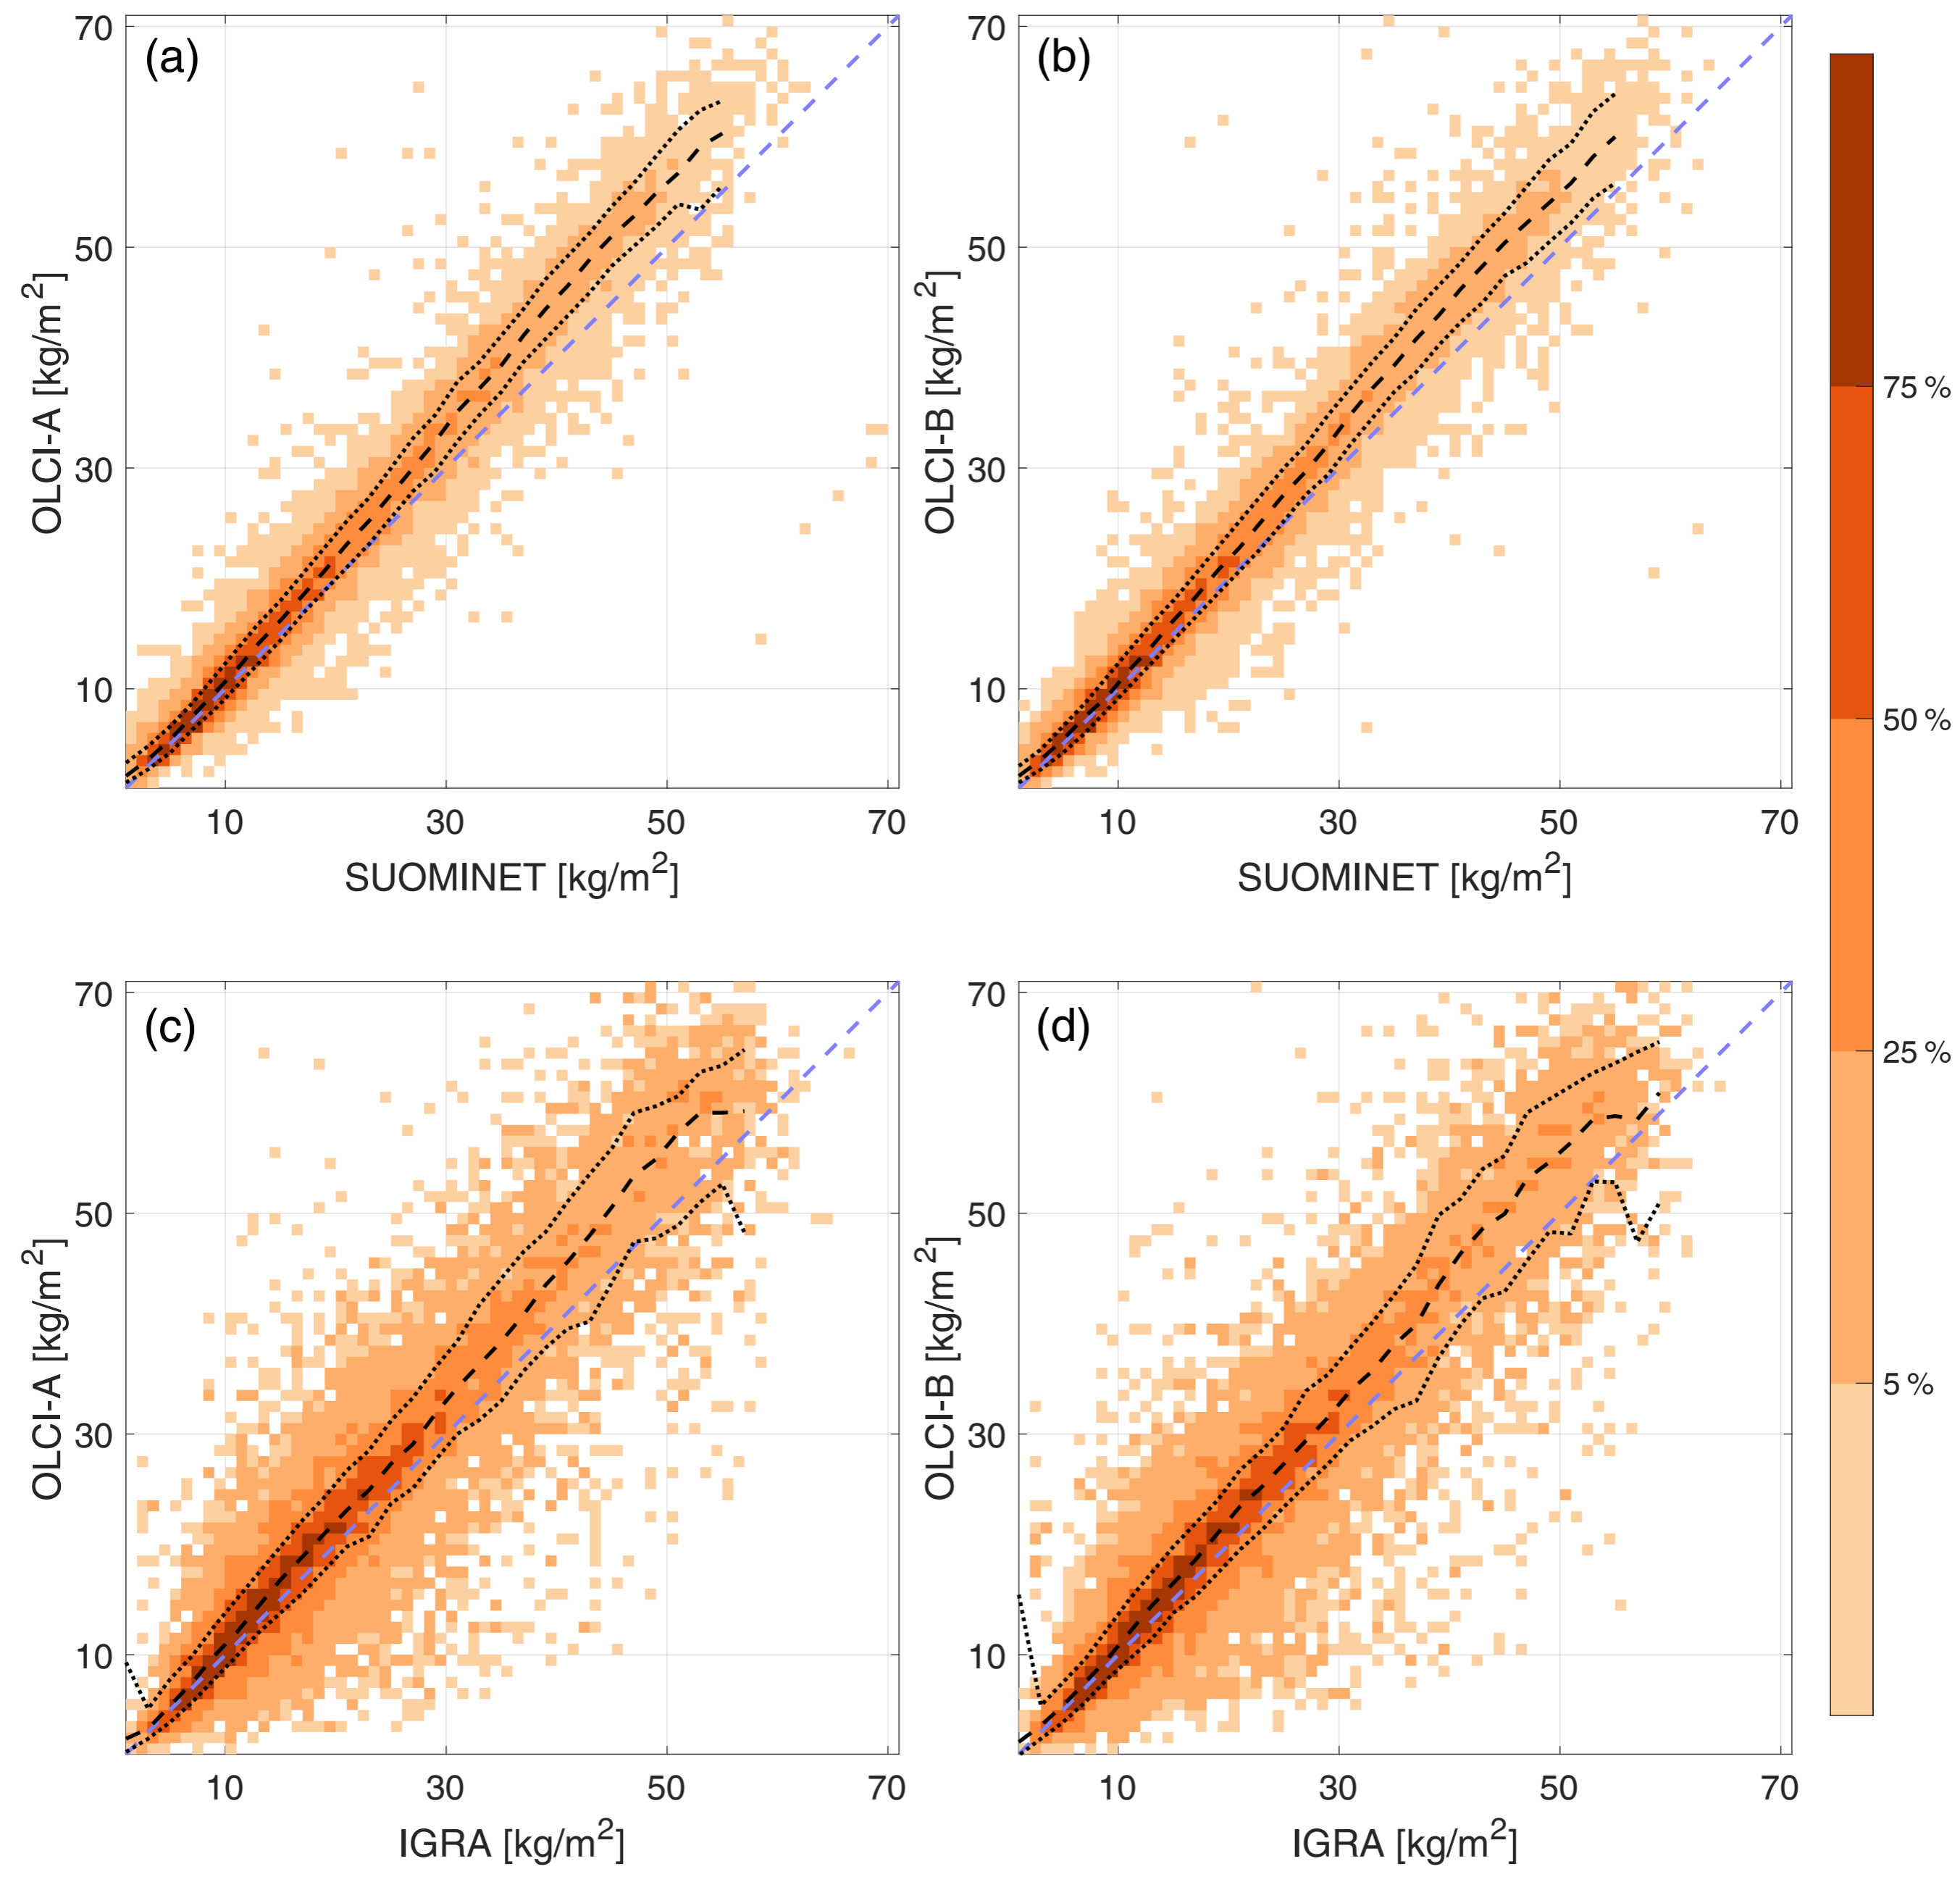 (a)
70
50
30
10
OLCI-A [kg/m²]
10 30 50 70
SUOMINET [kg/m²]
(b)
70
50
30
10
OLCI-B [kg/m²]
10 30 50 70
SUOMINET [kg/m²]
75 %
50 %
25 %
5 %
(c)
70
50
30
10
OLCI-A [kg/m²]
10 30 50 70
IGRA [kg/m²]
(d)
70
50
30
10
OLCI-B [kg/m²]
10 30 50 70
IGRA [kg/m²]